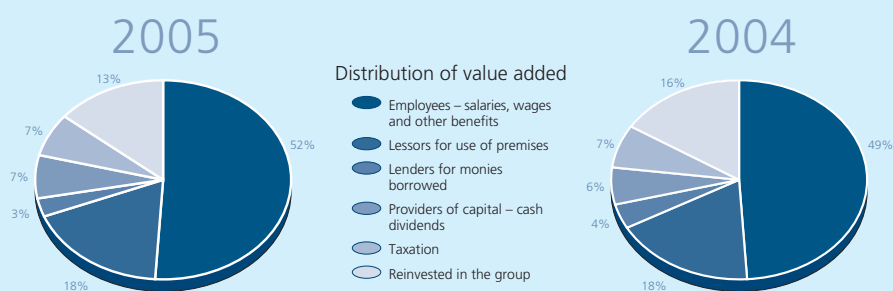 2005
13%
7%
52%
7%
3%
18%
Distribution of value added
Employees – salaries, wages
and other benefits
Lessors for use of premises
Lenders for monies
borrowed
Providers of capital – cash
dividends
Taxation
Reinvested in the group
2004
16%
7%
49%
6%
4%
18%